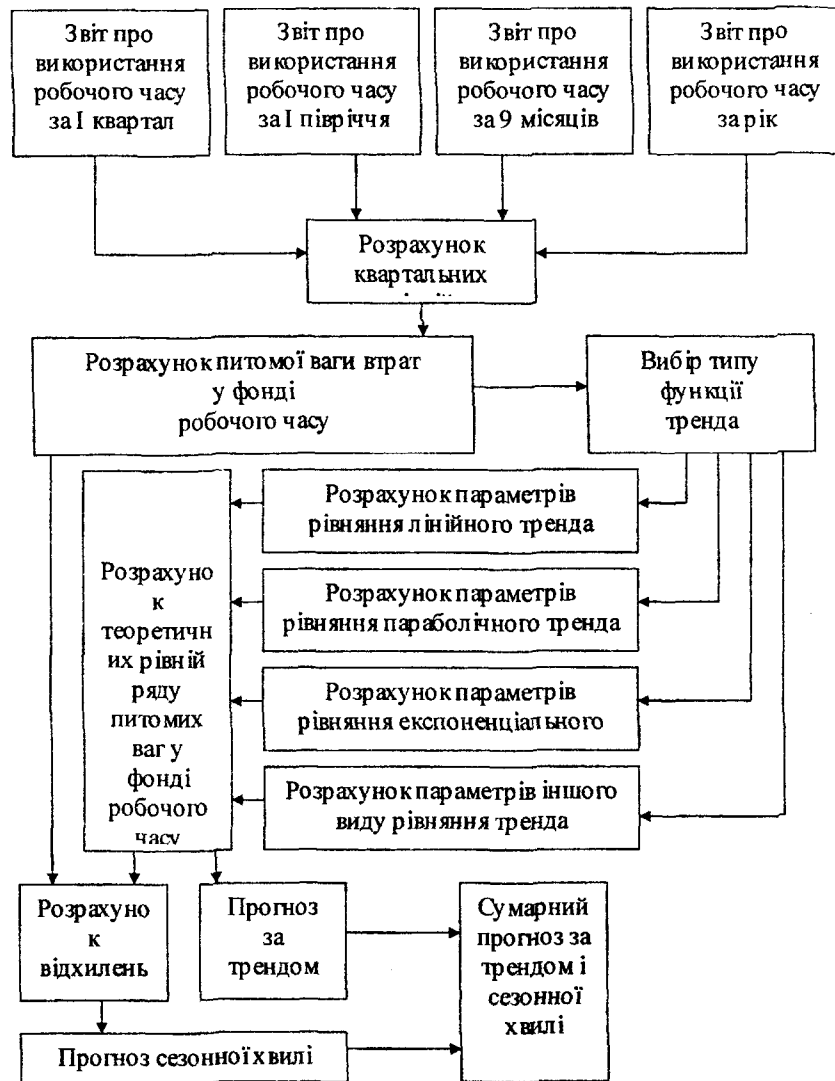 Звіт про
використання
робочого часу
за I квартал
Звіт про
використання
робочого часу
за I півріччя
Звіт про
використання
робочого часу
за 9 місяців
Звіт про
використання
робочого часу
за рік
Розрахунок
квартальних
Розрахунок питомої ваги втрат
у фонді
робочого часу
Вибір типу
функції
тренда
Розрахунок параметрів
рівняння лінійного тренда
Розрахунок параметрів
рівняння параболічного тренда
Розрахунок параметрів
рівняння експоненціального
Розрахунок параметрів іншого
виду рівняння тренда
Розрахуно
к
теоретичн
их рівній
ряду
питомих
ваг у
фонді
робочого
часу
Розрахуно
к
відхилень
Прогноз
за
трендом
Сумарний
прогноз за
трендом і
сезонної
хвилі
Прогноз сезонної хвилі